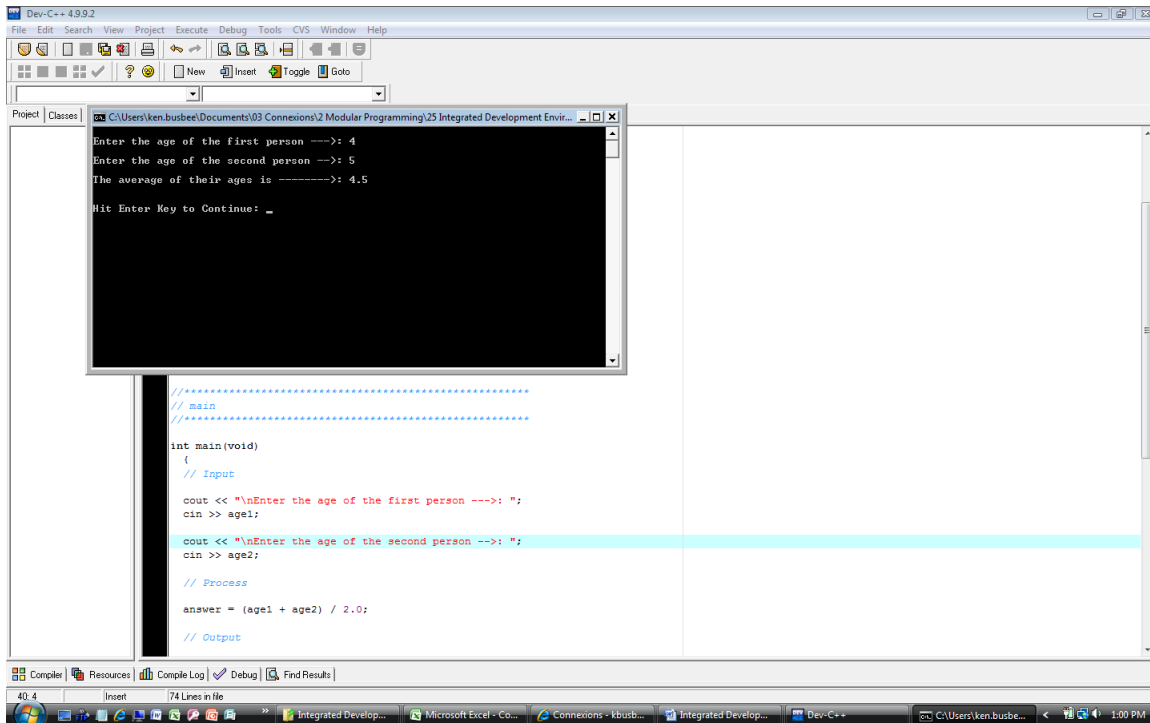 Dev-C++ 4.9.9.2
File Edit Search View Project Execute Debug Tools CVS Window Help
New Insert Toggle Goto
Project Classes
C:\Users\ken.busbee\Documents\03 Connexions\2 Modular Programming\25 Integrated Development Envir...
Enter the age of the first person --->: 4
Enter the age of the second person -->: 5
The average of their ages is -------->: 4.5
Hit Enter Key to Continue: _
//******************************************************
// main
//******************************************************
int main(void)
{
// Input
cout << "\nEnter the age of the first person --->: ";
cin >> age1;
cout << "\nEnter the age of the second person -->: ";
cin >> age2;
// Process
answer = (age1 + age2) / 2.0;
// Output
Compiler Resources Compile Log Debug Find Results
40: 4 Insert 74 Lines in file
Integrated Develop... Microsoft Excel - Co... Connexions - kbusb... Integrated Develop... Dev-C++ C:\Users\ken.busbe... 1:00 PM